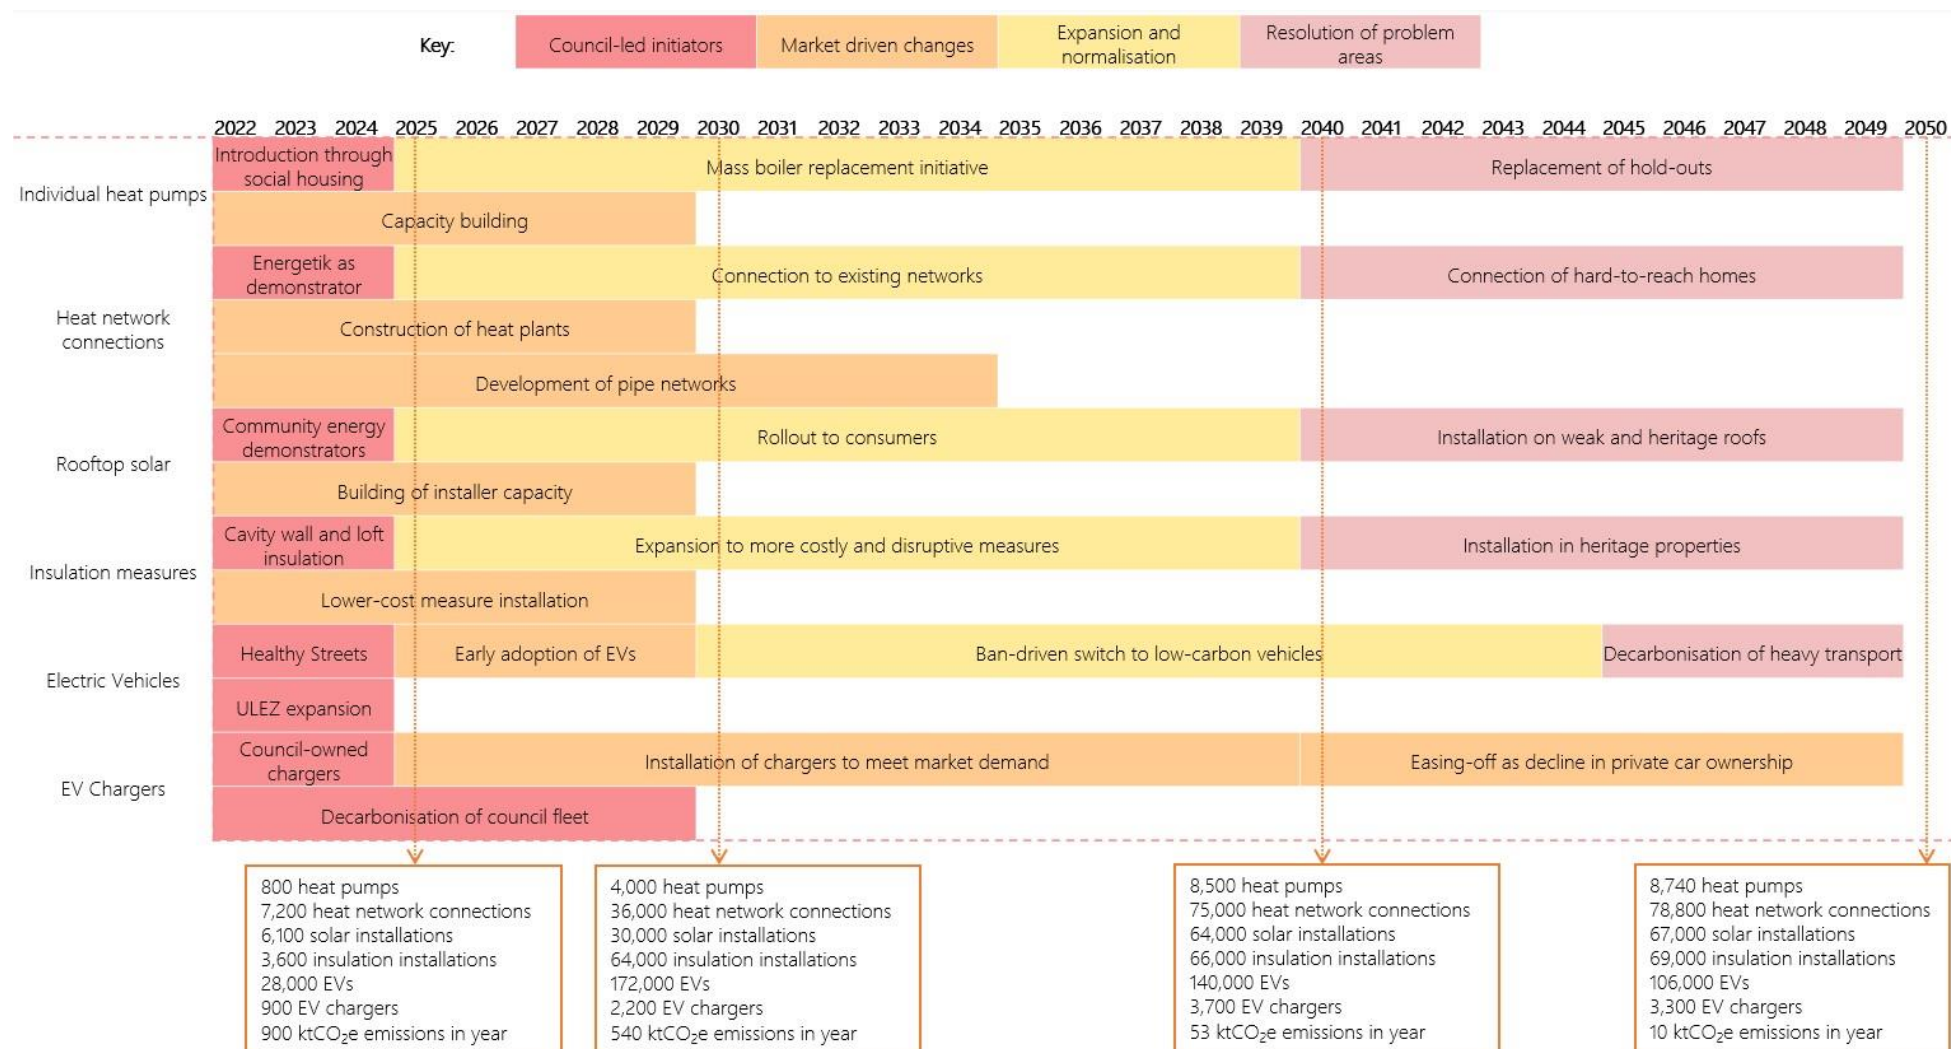 Key:
Council-led initiators
Market driven changes
Expansion and
normalisation
Resolution of problem
areas
2022 2023 2024 2025 2026 2027 2028 2029 2030 2031 2032 2033 2034 2035 2036 2037 2038 2039 2040 2041 2042 2043 2044 2045 2046 2047 2048 2049 2050
Individual heat pumps
Introduction through
social housing
Mass boiler replacement initiative
Replacement of hold-outs
Capacity building
Heat network
connections
Energetik as
demonstrator
Connection to existing networks
Connection of hard-to-reach homes
Construction of heat plants
Development of pipe networks
Rooftop solar
Community energy
demonstrators
Rollout to consumers
Installation on weak and heritage roofs
Building of installer capacity
Insulation measures
Cavity wall and loft
insulation
Expansion to more costly and disruptive measures
Installation in heritage properties
Lower-cost measure installation
Electric Vehicles
Healthy Streets
Early adoption of EVs
Ban-driven switch to low-carbon vehicles
Decarbonisation of heavy transport
ULEZ expansion
EV Chargers
Council-owned
chargers
Installation of chargers to meet market demand
Easing-off as decline in private car ownership
Decarbonisation of council fleet
800 heat pumps
7,200 heat network connections
6,100 solar installations
3,600 insulation installations
28,000 EVs
900 EV chargers
900 ktCO₂e emissions in year
4,000 heat pumps
36,000 heat network connections
30,000 solar installations
64,000 insulation installations
172,000 EVs
2,200 EV chargers
540 ktCO₂e emissions in year
8,500 heat pumps
75,000 heat network connections
64,000 solar installations
66,000 insulation installations
140,000 EVs
3,700 EV chargers
53 ktCO₂e emissions in year
8,740 heat pumps
78,800 heat network connections
67,000 solar installations
69,000 insulation installations
106,000 EVs
3,300 EV chargers
10 ktCO₂e emissions in year